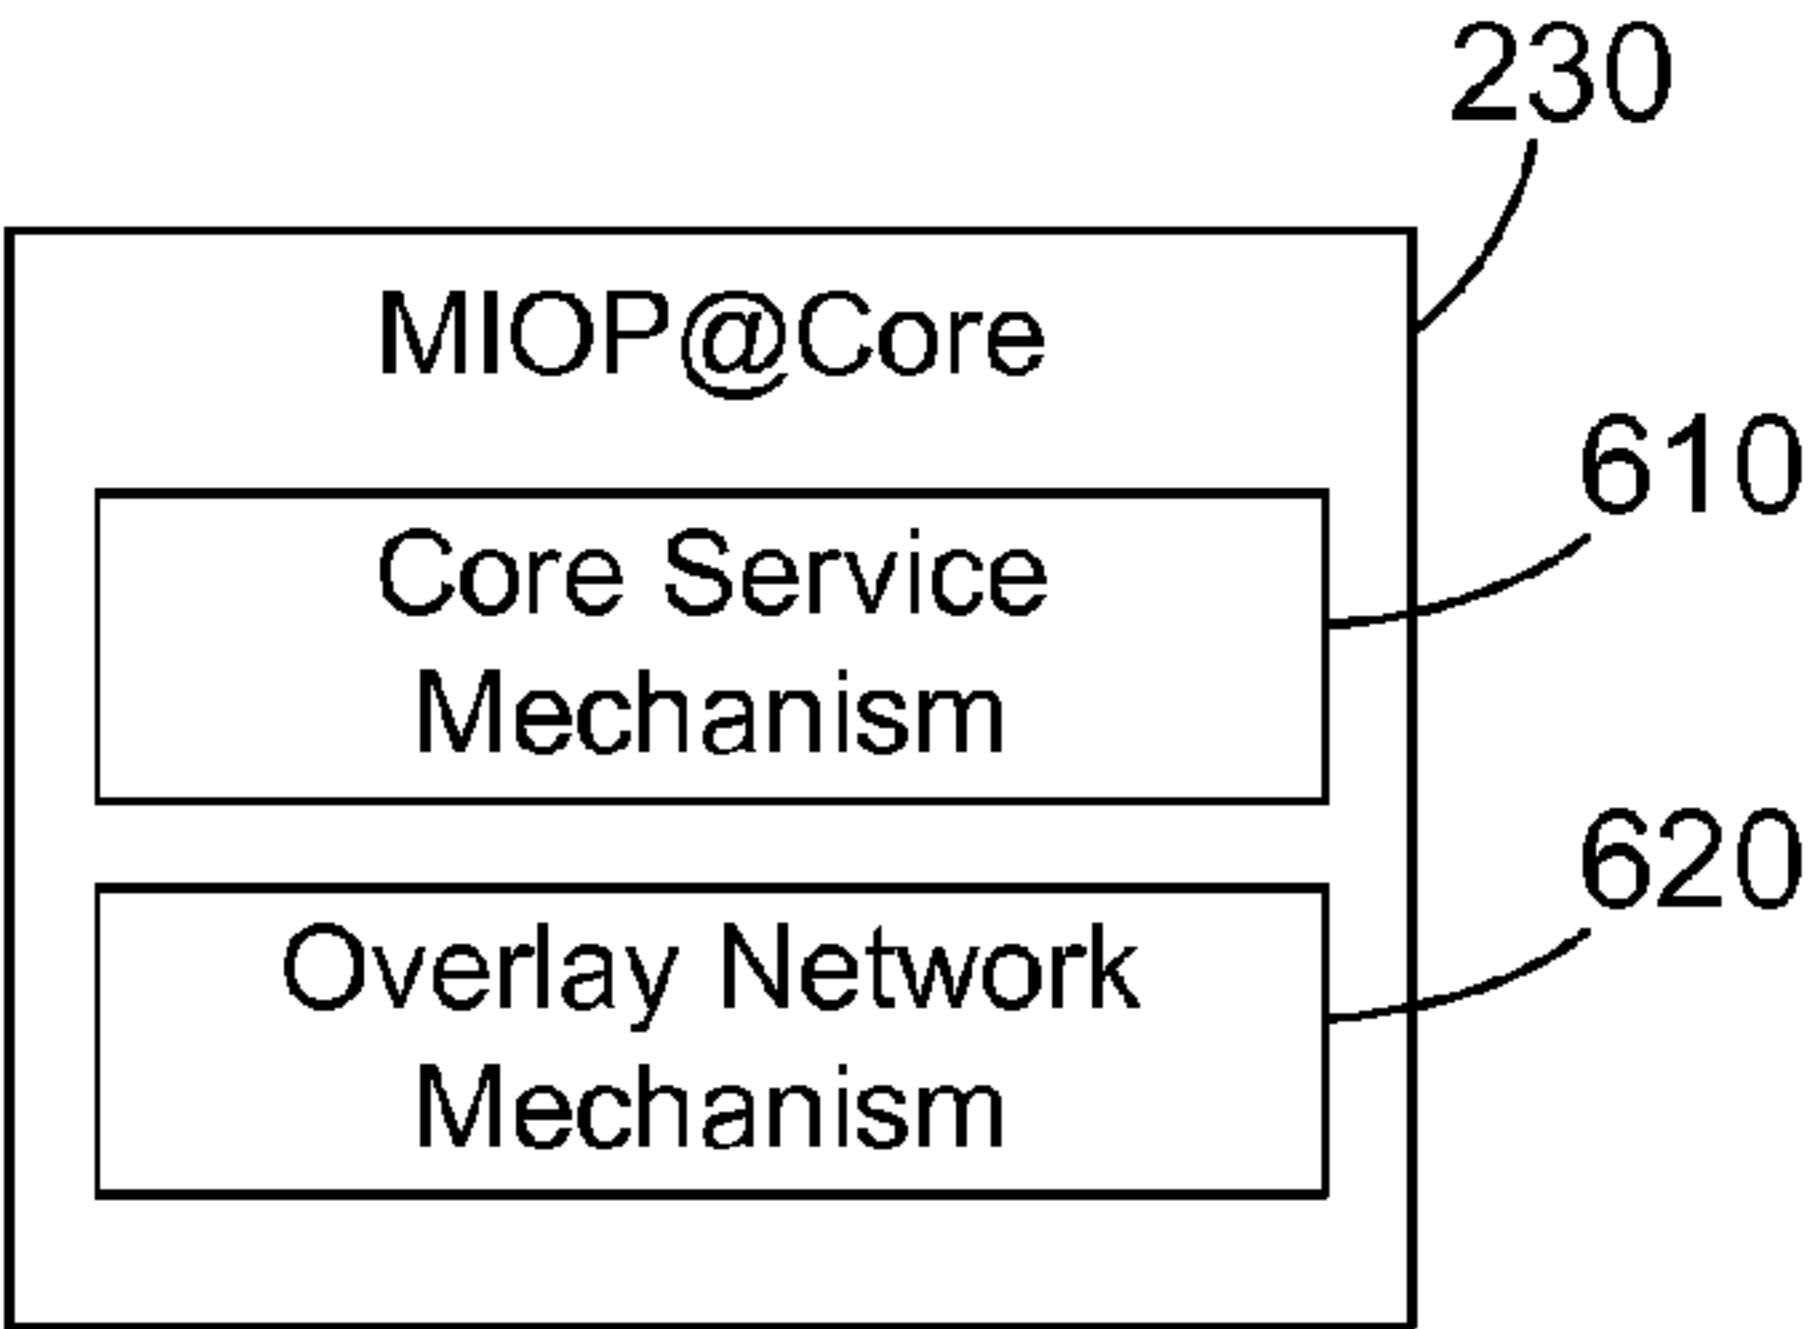 230
MIOP@Core
610
Core Service
Mechanism
620
Overlay Network
Mechanism